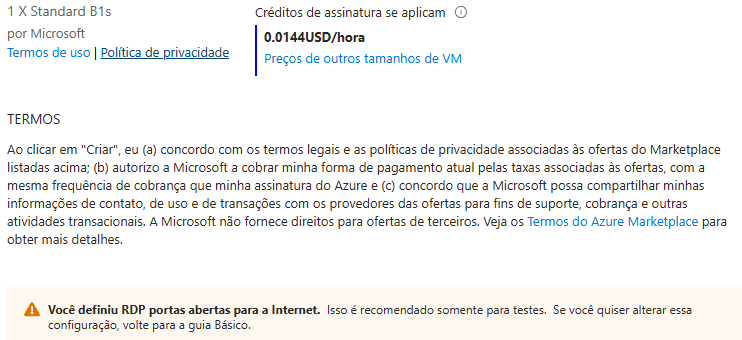 1 X Standard B1s
por Microsoft
Termos de uso | Política de privacidade
Créditos de assinatura se aplicam
0.0144USD/hora
Preços de outros tamanhos de VM
TERMOS
Ao clicar em "Criar", eu (a) concordo com os termos legais e as políticas de privacidade associadas às ofertas do Marketplace
listadas acima; (b) autorizo a Microsoft a cobrar minha forma de pagamento atual pelas taxas associadas às ofertas, com a
mesma frequência de cobrança que minha assinatura do Azure e (c) concordo que a Microsoft possa compartilhar minhas
informações de contato, de uso e de transações com os provedores das ofertas para fins de suporte, cobrança e outras
atividades transacionais. A Microsoft não fornece direitos para ofertas de terceiros. Veja os Termos do Azure Marketplace para
obter mais detalhes.
Você definiu RDP portas abertas para a Internet. Isso é recomendado somente para testes. Se você quiser alterar essa
configuração, volte para a guia Básico.